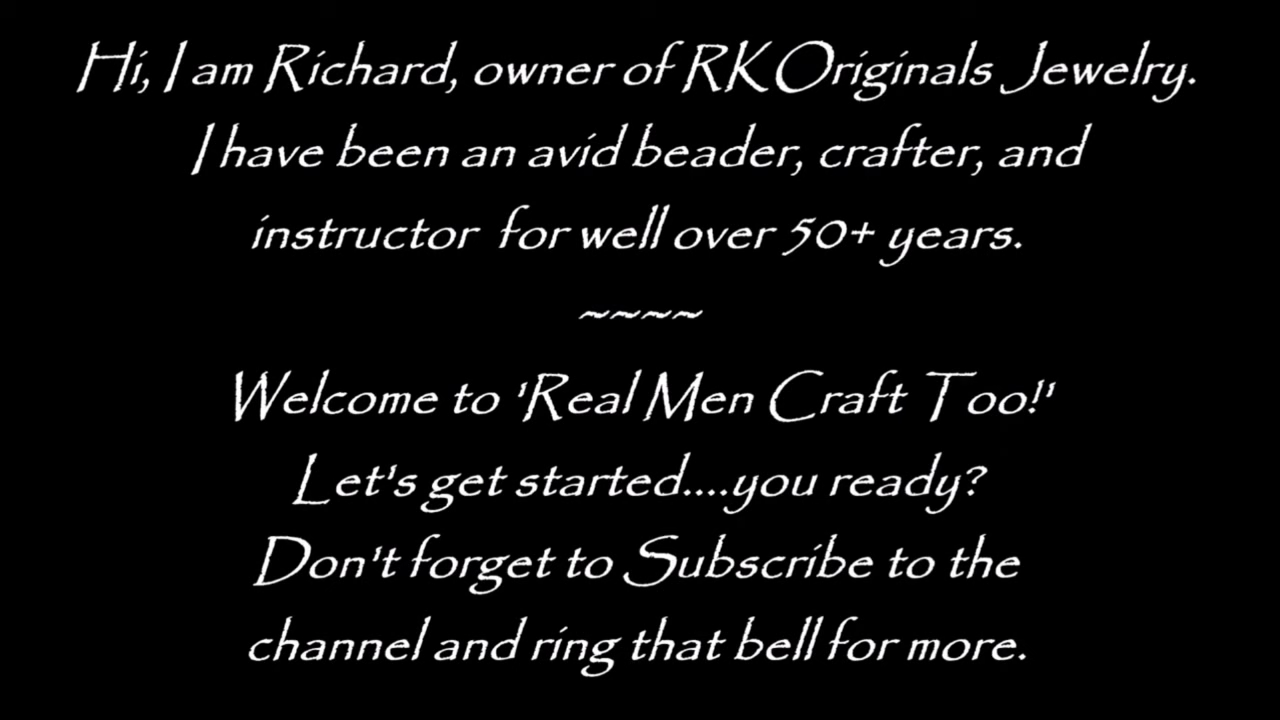 Hi, I am Richard, owner of RK Originals Jewelry.
I have been an avid beader, crafter, and
instructor for well over 50+ years.
~~~~
Welcome to 'Real Men Craft Too!'
Let's get started....you ready?
Don't forget to Subscribe to the
channel and ring that bell for more.